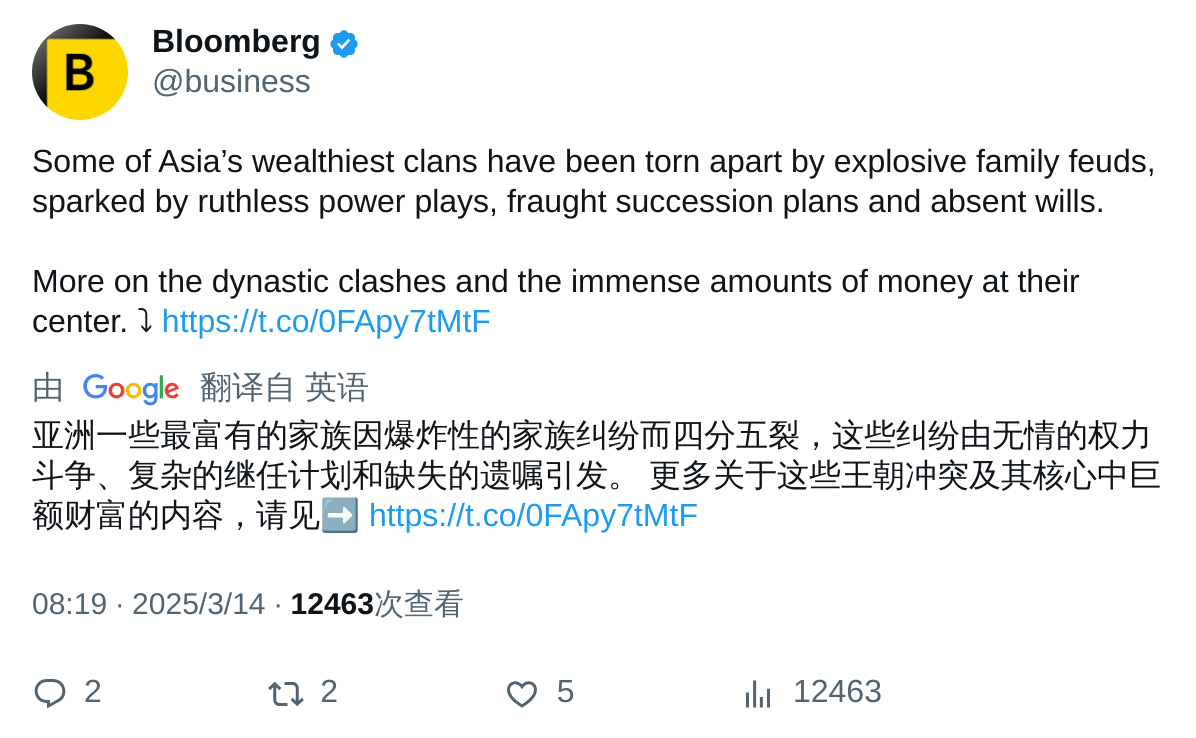 B
Bloomberg
@business
Some of Asia’s wealthiest clans have been torn apart by explosive family feuds,
sparked by ruthless power plays, fraught succession plans and absent wills.
More on the dynastic clashes and the immense amounts of money at their
center. ⤵ https://t.co/0FApy7tMtF
由 Google 翻译自 英语
亚洲一些最富有的家族因爆炸性的家族纠纷而四分五裂，这些纠纷由无情的权力
斗争、复杂的继任计划和缺失的遗嘱引发。 更多关于这些王朝冲突及其核心中巨
额财富的内容，请见➡️ https://t.co/0FApy7tMtF
08:19 · 2025/3/14 · 12463次查看
2 2 5 12463